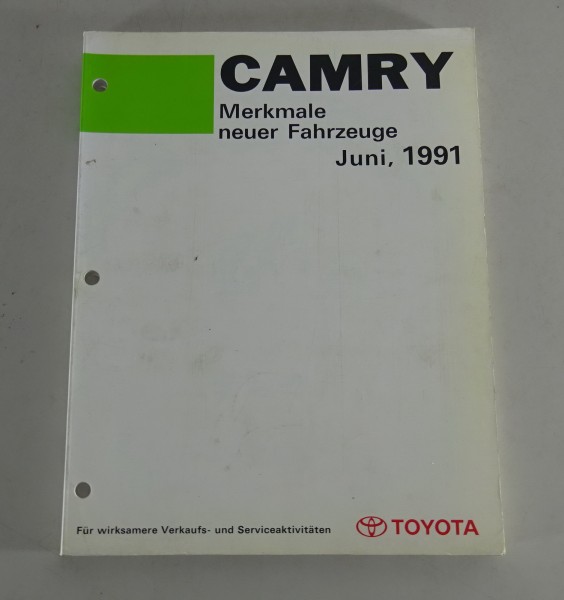 CAMRY
Merkmale
neuer Fahrzeuge
Juni, 1991
Für wirksamere Verkaufs- und Serviceaktivitäten
TOYOTA